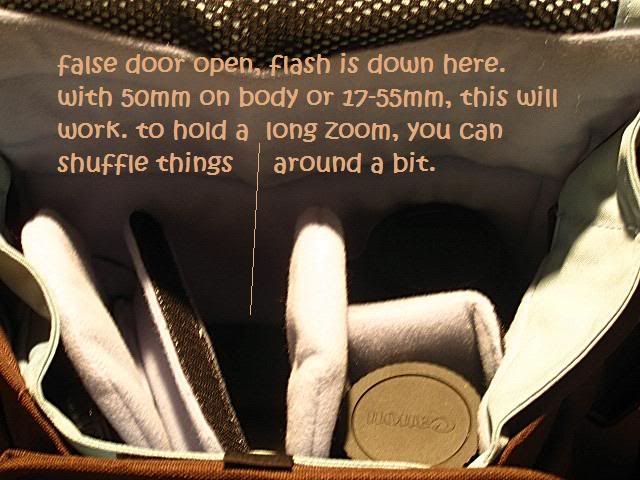 false door open, flash is down here.
with 50mm on body or 17-55mm, this will
work. to hold a long zoom, you can
shuffle things around a bit.
Canon